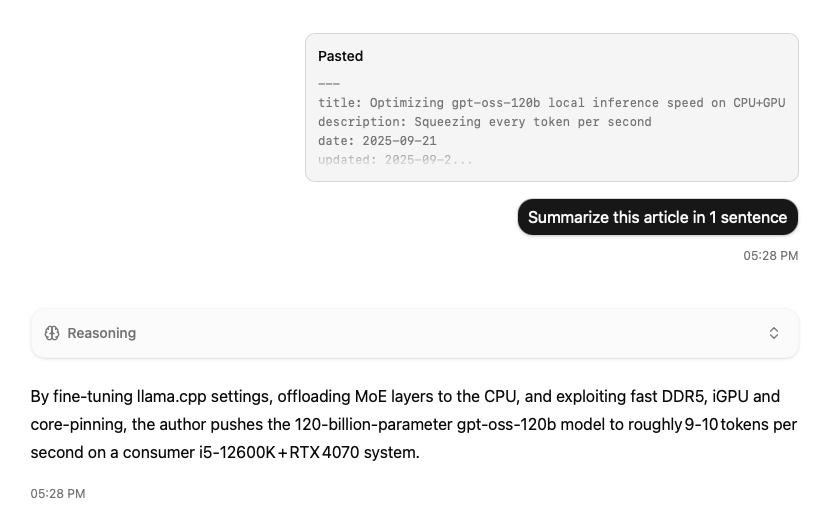 Pasted
---
title: Optimizing gpt-oss-120b local inference speed on CPU+GPU
description: Squeezing every token per second
date: 2025-09-21
updated: 2025-09-2...
Summarize this article in 1 sentence
05:28 PM
Reasoning
By fine-tuning llama.cpp settings, offloading MoE layers to the CPU, and exploiting fast DDR5, iGPU and
core-pinning, the author pushes the 120-billion-parameter gpt-oss-120b model to roughly 9-10 tokens per
second on a consumer i5-12600K + RTX 4070 system.
05:28 PM